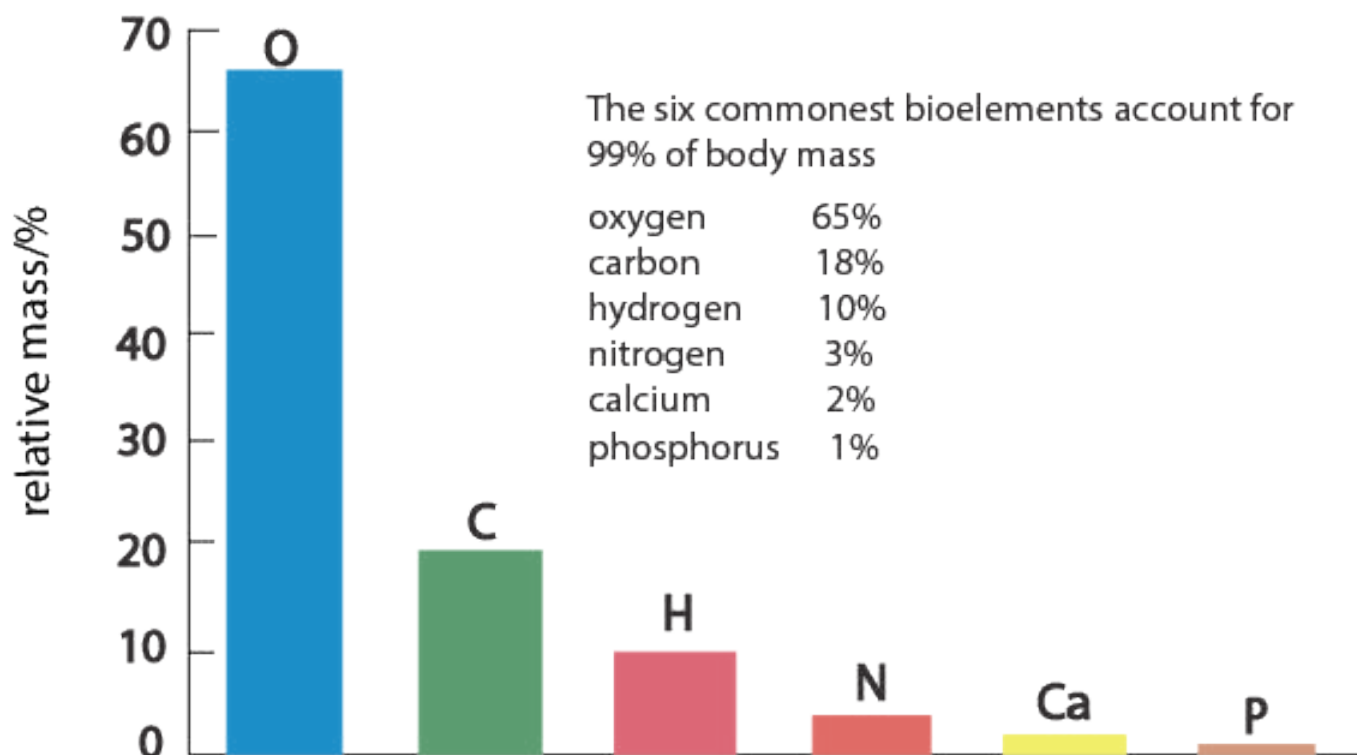 70
60
50
40
30
20
10
0
relative mass/%
O
C
H
N
Ca
P
The six commonest bioelements account for
99% of body mass
oxygen 65%
carbon 18%
hydrogen 10%
nitrogen 3%
calcium 2%
phosphorus 1%